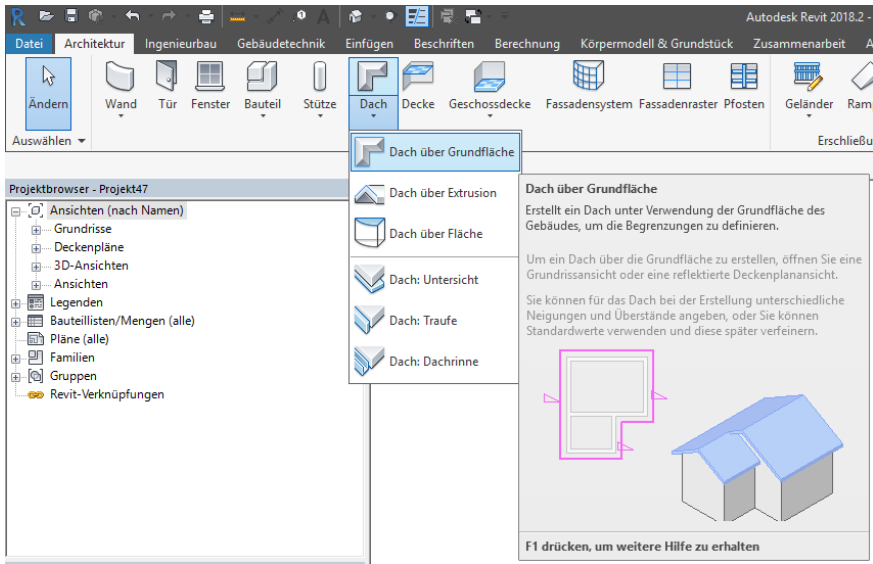 Autodesk Revit 2018.2 -
Datei Architektur Ingenieurbau Gebäudetechnik Einfügen Beschriften Berechnung Körpermodell & Grundstück Zusammenarbeit A
Ändern Wand Tür Fenster Bauteil Stütze Dach Decke Geschossdecke Fassadensystem Fassadenraster Pfosten Geländer Ramp
Auswählen Erschließu
Dach über Grundfläche
Dach über Extrusion
Dach über Fläche
Dach: Untersicht
Dach: Traufe
Dach: Dachrinne
Projektbrowser - Projekt47
Ansichten (nach Namen)
Grundrisse
Deckenpläne
3D-Ansichten
Ansichten
Legenden
Bauteillisten/Mengen (alle)
Pläne (alle)
Familien
Gruppen
Revit-Verknüpfungen
Dach über Grundfläche
Erstellt ein Dach unter Verwendung der Grundfläche des
Gebäudes, um die Begrenzungen zu definieren.
Um ein Dach über die Grundfläche zu erstellen, öffnen Sie eine
Grundrissansicht oder eine reflektierte Deckenplanansicht.
Sie können für das Dach bei der Erstellung unterschiedliche
Neigungen und Überstände angeben, oder Sie können
Standardwerte verwenden und diese später verfeinern.
F1 drücken, um weitere Hilfe zu erhalten